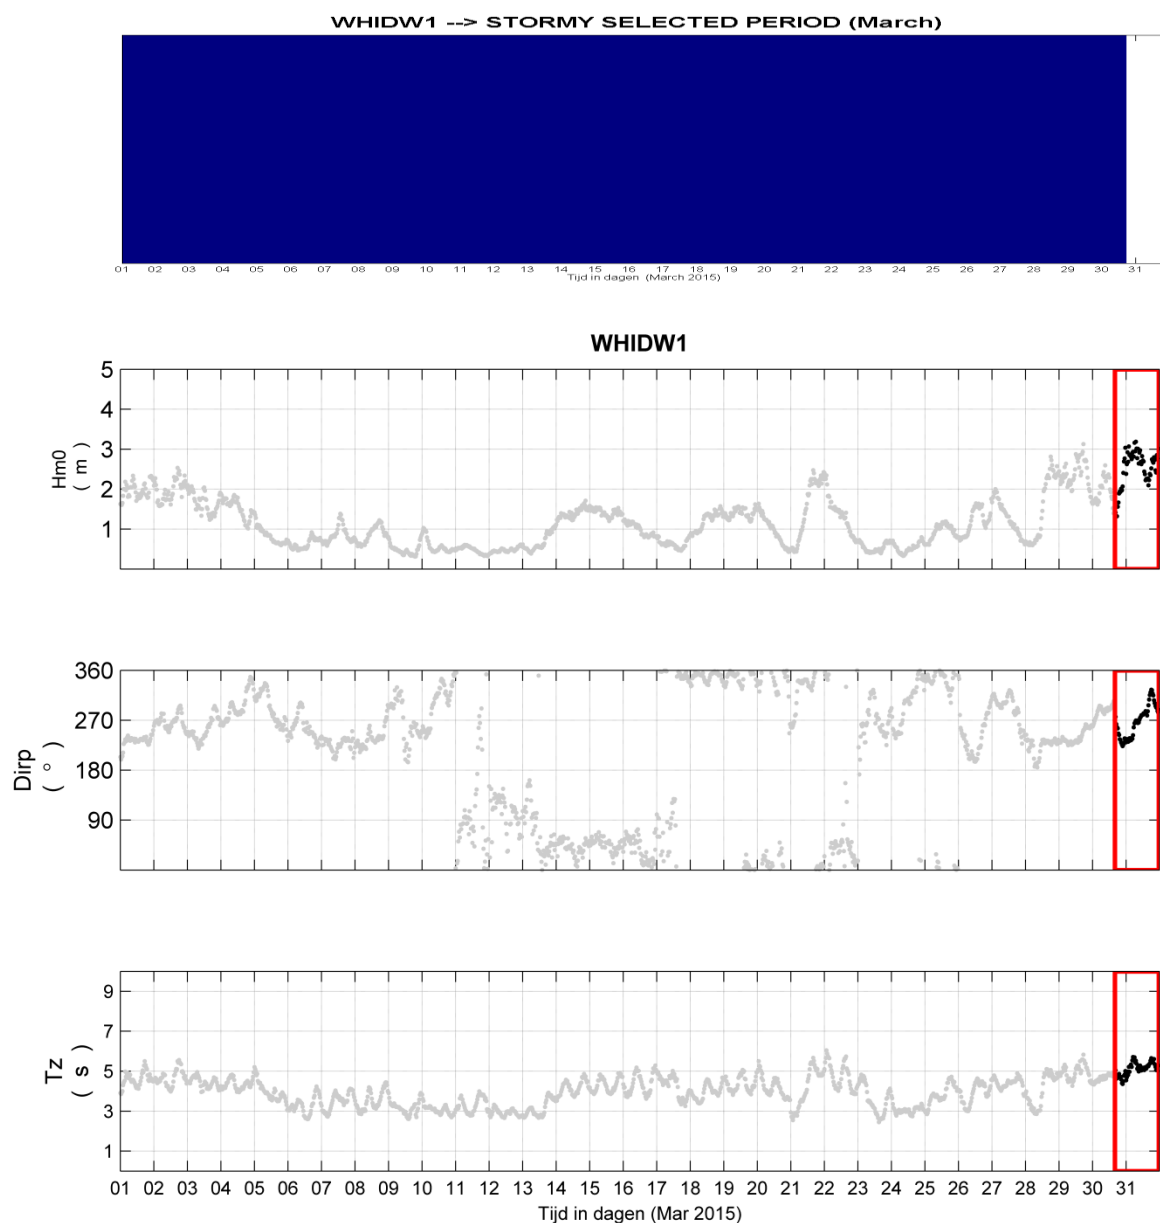 WHIDW1 --> STORMY SELECTED PERIOD (March)
01 02 03 04 05 06 07 08 09 10 11 12 13 14 15 16 17 18 19 20 21 22 23 24 25 26 27 28 29 30 31
Tijd in dagen (March 2015)
WHIDW1
Hm0
( m )
5
4
3
2
1
Dirp
( ° )
360
270
180
90
Tz
( s )
9
7
5
3
1
01 02 03 04 05 06 07 08 09 10 11 12 13 14 15 16 17 18 19 20 21 22 23 24 25 26 27 28 29 30 31
Tijd in dagen (Mar 2015)